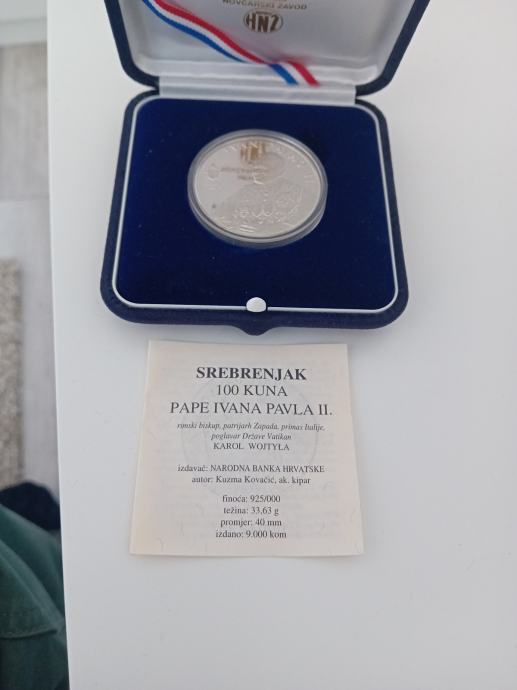 NOVČARSKI ZAVOD
HNZ
SREBRENJAK
100 KUNA
PAPE IVANA PAVLA II.
rimski biskup, patrijarh Zapada, primas Italije,
poglavar Države Vatikan
KAROL WOJTYŁA
izdavač: NARODNA BANKA HRVATSKE
autor: Kuzma Kovačić, ak. kipar
finoća: 925/000
težina: 33,63 g
promjer: 40 mm
izdano: 9.000 kom